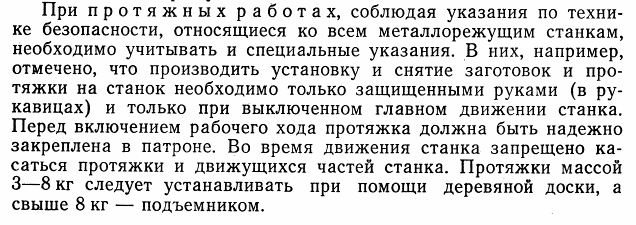 При протяжных работах, соблюдая указания по техни-
ке безопасности, относящиеся ко всем металлорежущим станкам,
необходимо учитывать и специальные указания. В них, например,
отмечено, что производить установку и снятие заготовок и про-
тяжки на станок необходимо только защищенными руками (в ру-
кавицах) и только при выключенном главном движении станка.
Перед включением рабочего хода протяжка должна быть надежно
закреплена в патроне. Во время движения станка запрещено ка-
саться протяжки и движущихся частей станка. Протяжки массой
3—8 кг следует устанавливать при помощи деревяной доски, а
свыше 8 кг — подъемником.